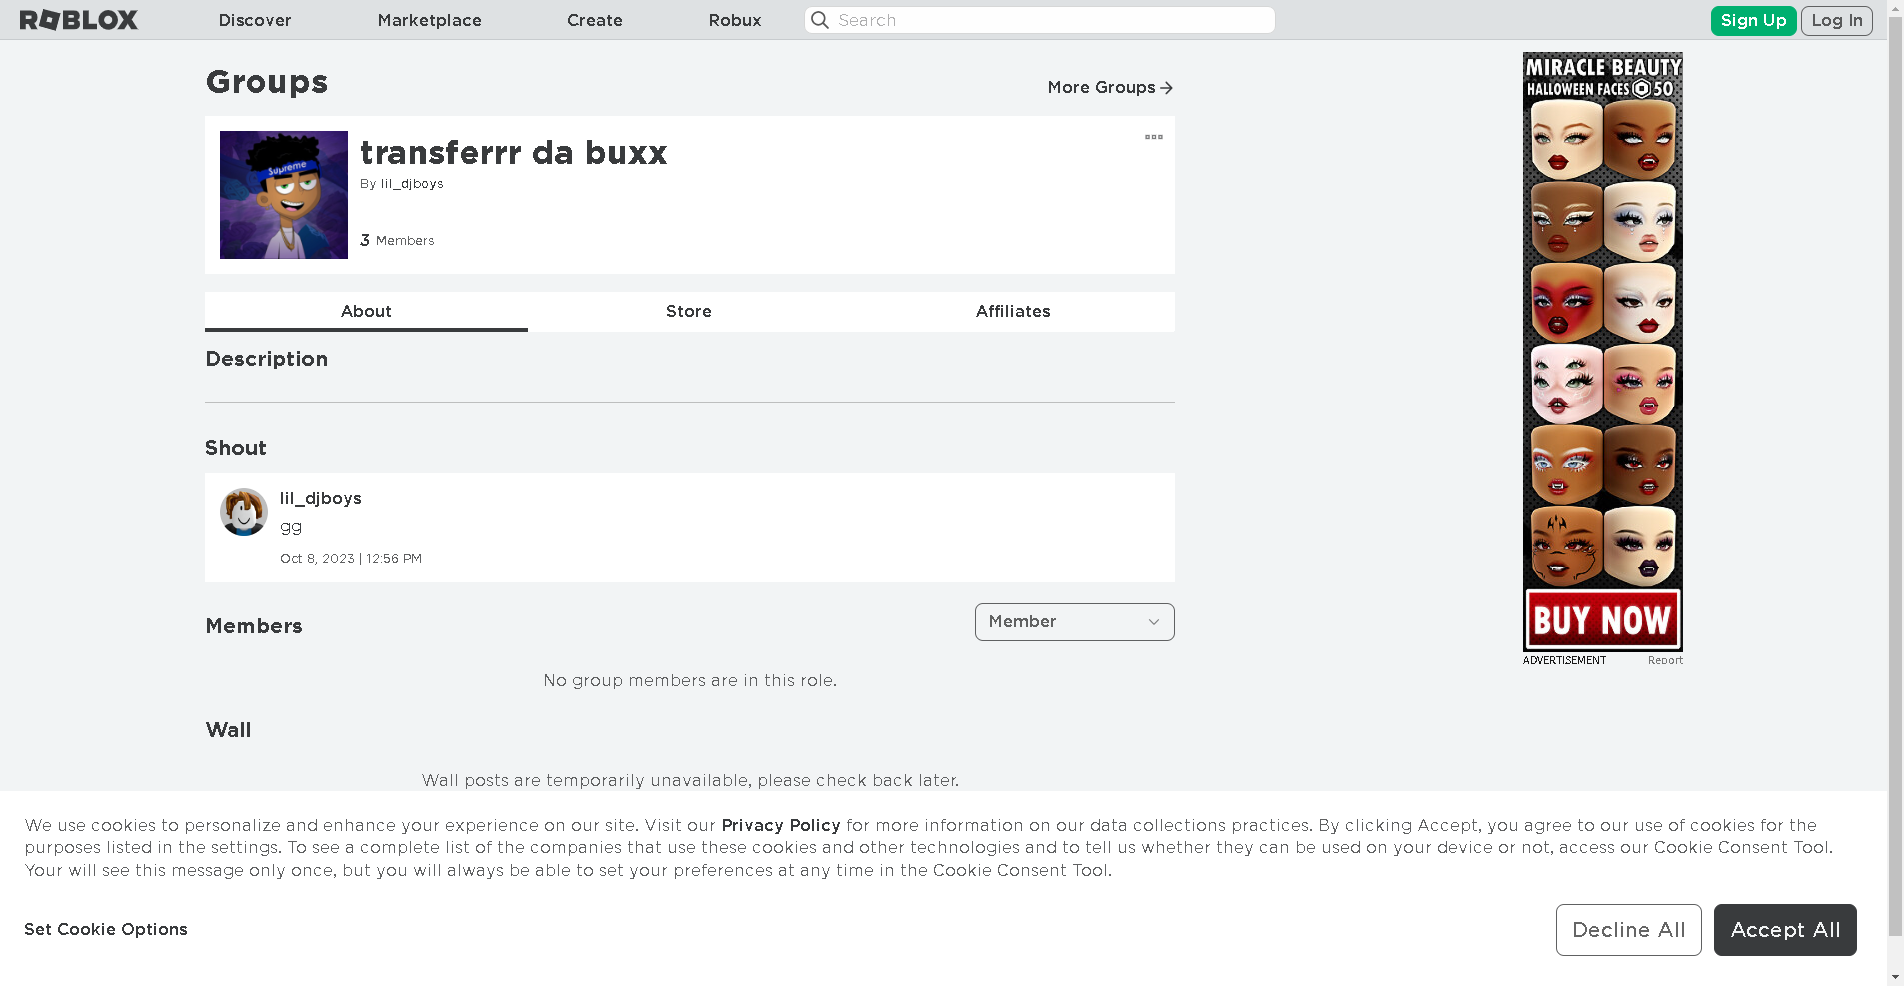 ROBLOX Discover Marketplace Create Robux Search Sign Up Log In
Groups
More Groups
transferrr da buxx
By lil_djboys
3 Members
Supreme
About Store Affiliates
Description
Shout
lil_djboys
gg
Oct 8, 2023 | 12:56 PM
Members
Member
No group members are in this role.
Wall
Wall posts are temporarily unavailable, please check back later.
MIRACLE BEAUTY
HALLOWEEN FACES 50
BUY NOW
ADVERTISEMENT Report
We use cookies to personalize and enhance your experience on our site. Visit our Privacy Policy for more information on our data collections practices. By clicking Accept, you agree to our use of cookies for the
purposes listed in the settings. To see a complete list of the companies that use these cookies and other technologies and to tell us whether they can be used on your device or not, access our Cookie Consent Tool.
Your will see this message only once, but you will always be able to set your preferences at any time in the Cookie Consent Tool.
Set Cookie Options
Decline All
Accept All